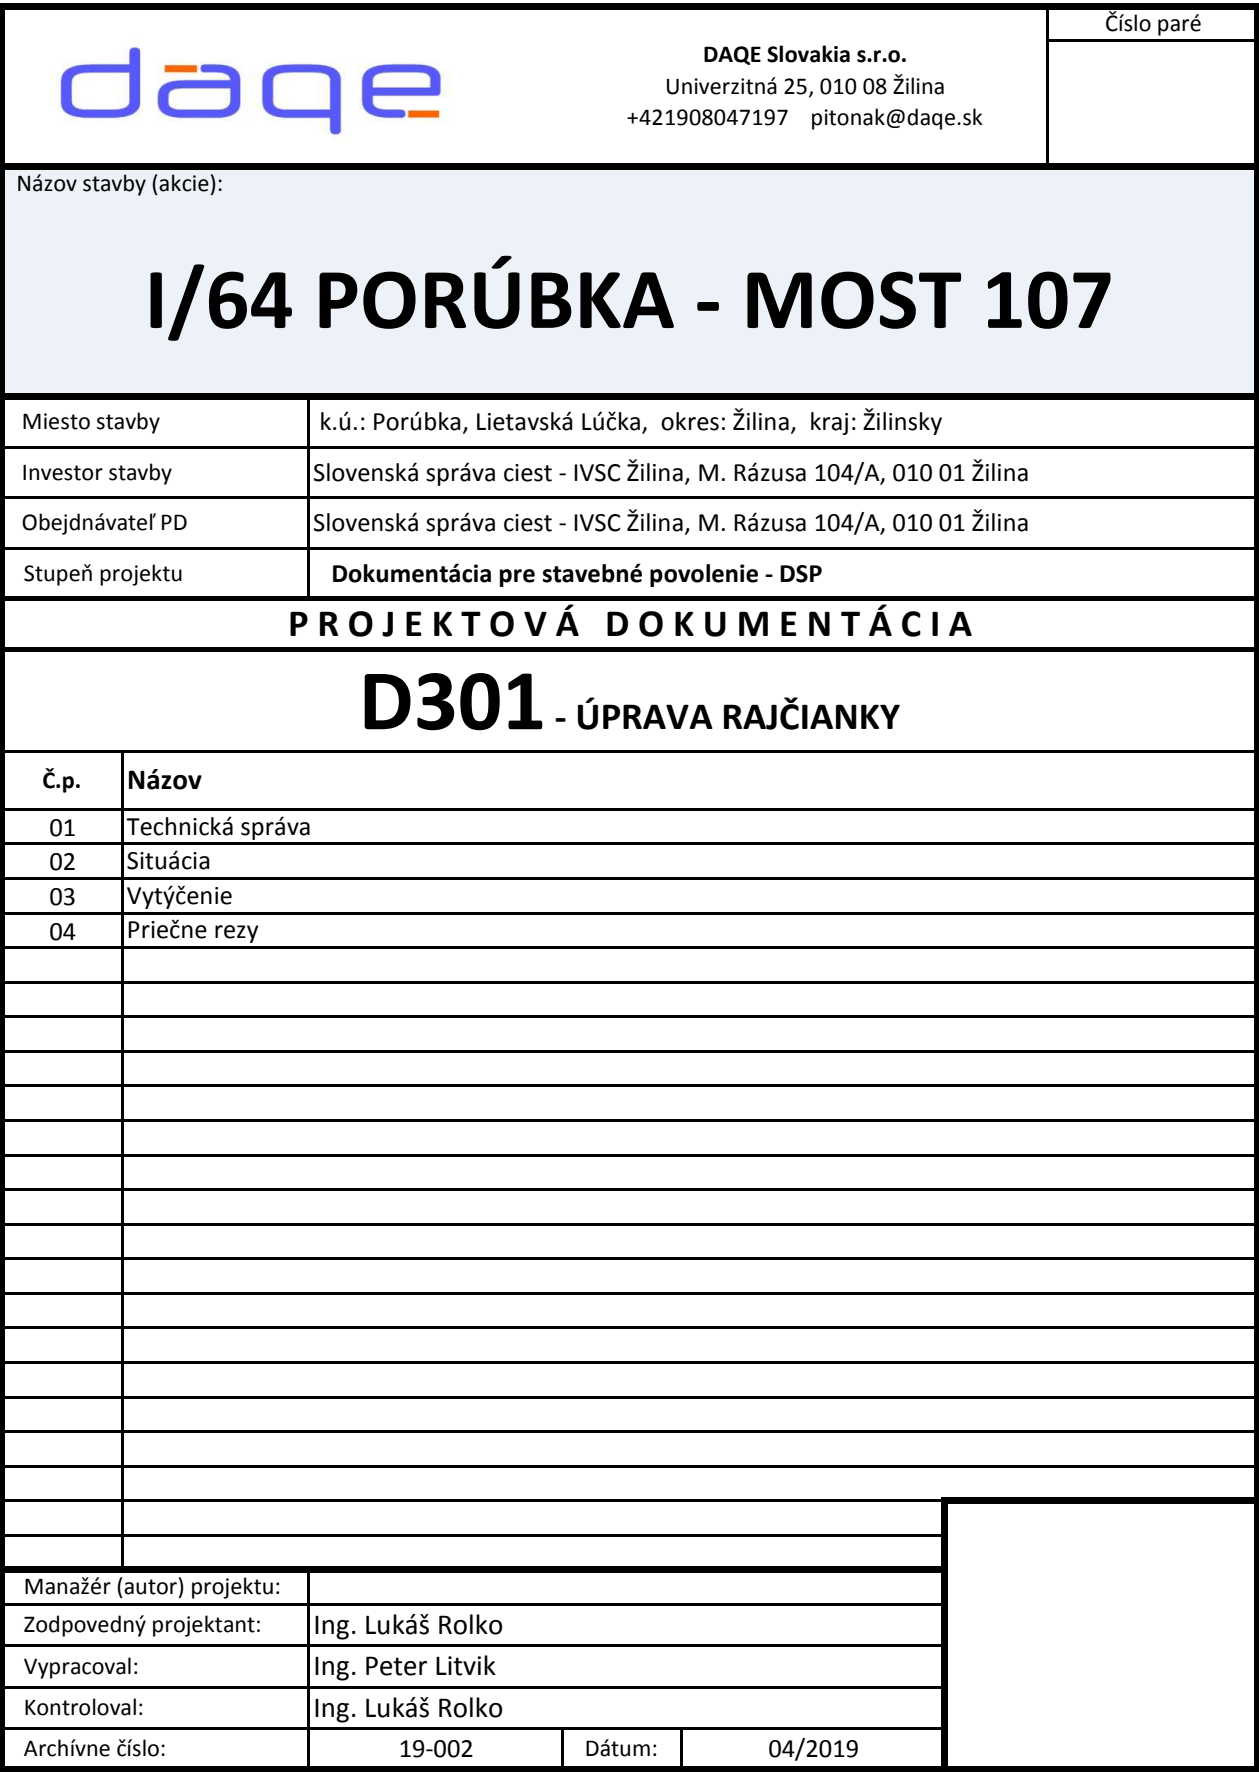 daqe
DAQE Slovakia s.r.o.
Univerzitná 25, 010 08 Žilina
+421908047197 pitonak@daqe.sk
Číslo paré
Názov stavby (akcie):
I/64 PORÚBKA - MOST 107
Miesto stavby k.ú.: Porúbka, Lietavská Lúčka, okres: Žilina, kraj: Žilinsky
Investor stavby Slovenská správa ciest - IVSC Žilina, M. Rázusa 104/A, 010 01 Žilina
Obejdnávateľ PD Slovenská správa ciest - IVSC Žilina, M. Rázusa 104/A, 010 01 Žilina
Stupeň projektu Dokumentácia pre stavebné povolenie - DSP
PROJEKTOVÁ DOKUMENTÁCIA
D301 - ÚPRAVA RAJČIANKY
Č.p. Názov
01 Technická správa
02 Situácia
03 Vytýčenie
04 Priečne rezy
Manažér (autor) projektu:
Zodpovedný projektant: Ing. Lukáš Rolko
Vypracoval: Ing. Peter Litvik
Kontroloval: Ing. Lukáš Rolko
Archívne číslo: 19-002 Dátum: 04/2019